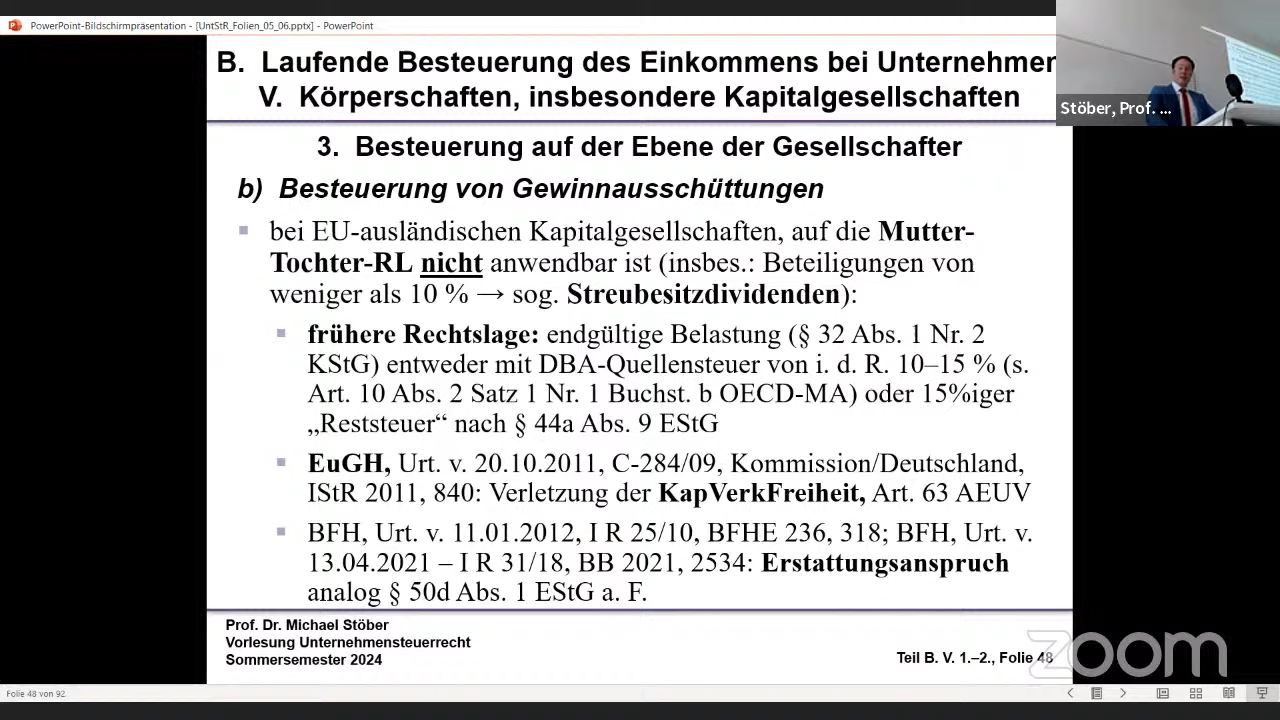 PowerPoint-Bildschirmpräsentation - [UntStR_Folien_05_06.pptx] - PowerPoint
B. Laufende Besteuerung des Einkommens bei Unternehmen
V. Körperschaften, insbesondere Kapitalgesellschaften
Stöber, Prof. ...
3. Besteuerung auf der Ebene der Gesellschafter
b) Besteuerung von Gewinnausschüttungen
bei EU-ausländischen Kapitalgesellschaften, auf die Mutter-
Tochter-RL nicht anwendbar ist (insbes.: Beteiligungen von
weniger als 10 % → sog. Streubesitzdividenden):
frühere Rechtslage: endgültige Belastung (§ 32 Abs. 1 Nr. 2
KStG) entweder mit DBA-Quellensteuer von i. d. R. 10–15 % (s.
Art. 10 Abs. 2 Satz 1 Nr. 1 Buchst. b OECD-MA) oder 15%iger
„Reststeuer“ nach § 44a Abs. 9 EStG
EuGH, Urt. v. 20.10.2011, C-284/09, Kommission/Deutschland,
IStR 2011, 840: Verletzung der KapVerkFreiheit, Art. 63 AEUV
BFH, Urt. v. 11.01.2012, I R 25/10, BFHE 236, 318; BFH, Urt. v.
13.04.2021 – I R 31/18, BB 2021, 2534: Erstattungsanspruch
analog § 50d Abs. 1 EStG a. F.
Prof. Dr. Michael Stöber
Vorlesung Unternehmensteuerrecht
Sommersemester 2024
Teil B. V. 1.–2., Folie 48
zoom
Folie 48 von 92